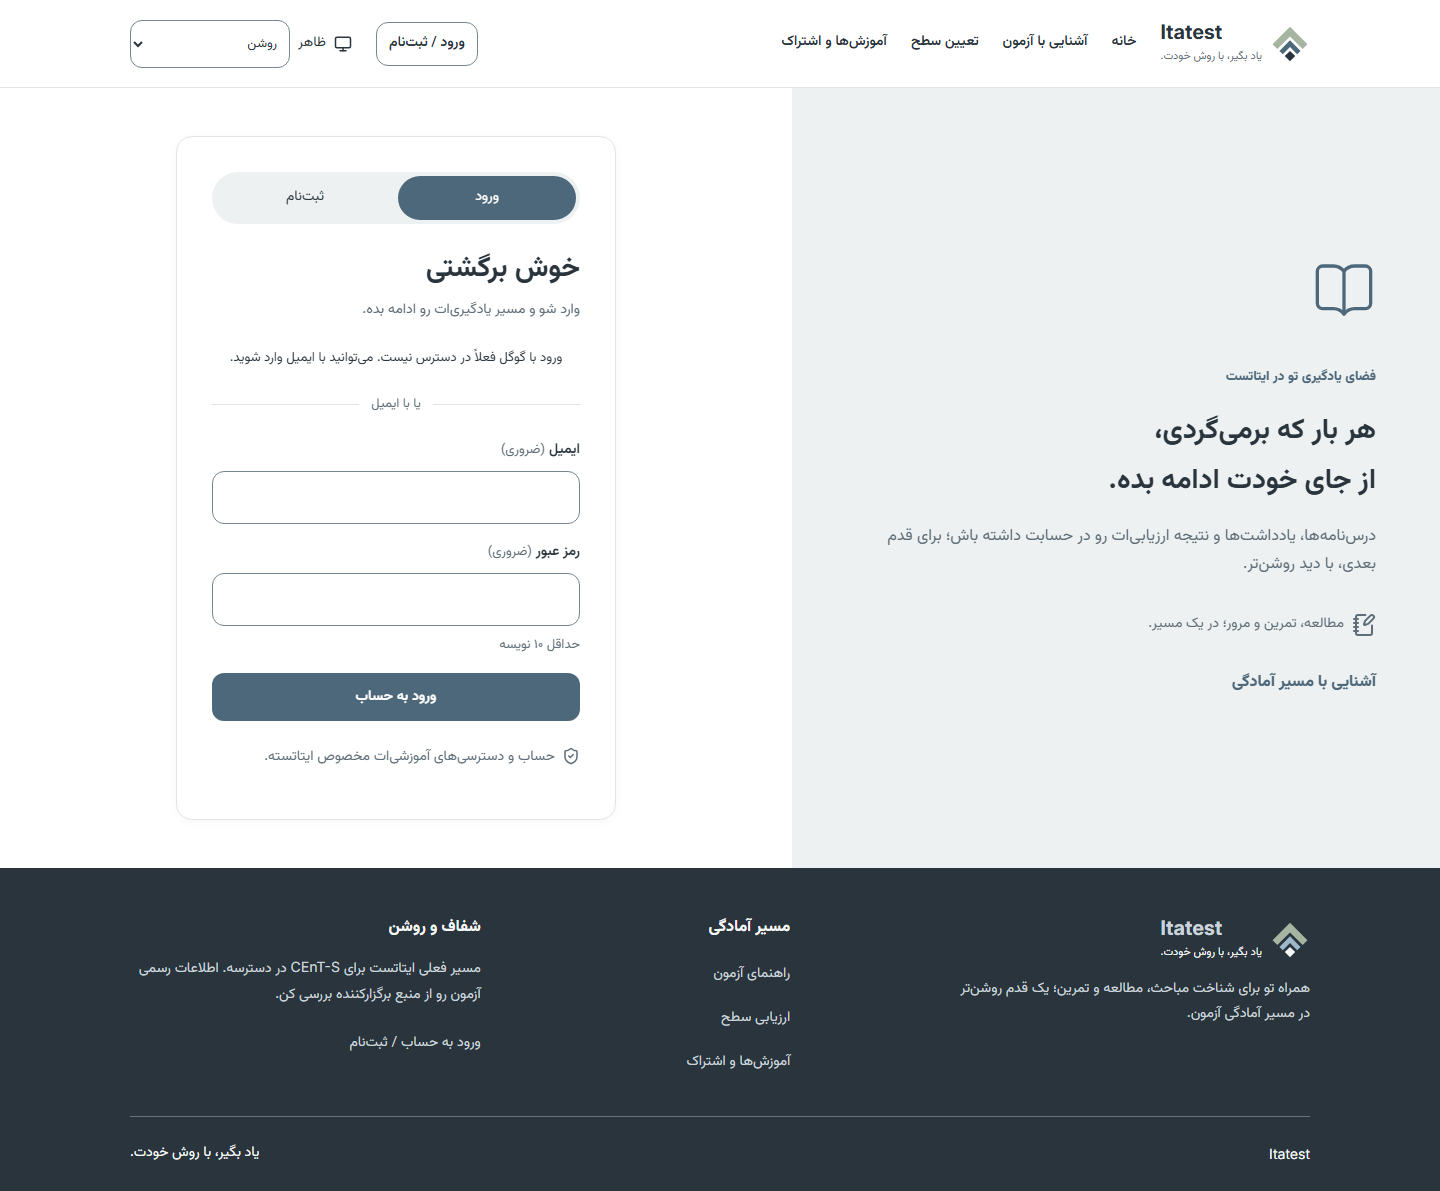 Itatest
یاد بگیر، با روش خودت.
خانه
آشنایی با آزمون
تعیین سطح
آموزش‌ها و اشتراک
ورود / ثبت‌نام
ظاهر
روشن
فضای یادگیری تو در ایتاتست
هر بار که برمی‌گردی،
از جای خودت ادامه بده.
درس‌نامه‌ها، یادداشت‌ها و نتیجه ارزیابی‌ات رو در حسابت داشته باش؛ برای قدم
بعدی، با دید روشن‌تر.
مطالعه، تمرین و مرور؛ در یک مسیر.
آشنایی با مسیر آمادگی
ورود
ثبت‌نام
خوش برگشتی
وارد شو و مسیر یادگیری‌ات رو ادامه بده.
ورود با گوگل فعلاً در دسترس نیست. می‌توانید با ایمیل وارد شوید.
یا با ایمیل
ایمیل (ضروری)
رمز عبور (ضروری)
حداقل ۱۰ نویسه
ورود به حساب
حساب و دسترسی‌های آموزشی‌ات مخصوص ایتاتسته.
Itatest
یاد بگیر، با روش خودت.
همراه تو برای شناخت مباحث، مطالعه و تمرین؛ یک قدم روشن‌تر
در مسیر آمادگی آزمون.
مسیر آمادگی
راهنمای آزمون
ارزیابی سطح
آموزش‌ها و اشتراک
شفاف و روشن
مسیر فعلی ایتاتست برای CEnT-S در دسترسه. اطلاعات رسمی
آزمون رو از منبع برگزارکننده بررسی کن.
ورود به حساب / ثبت‌نام
Itatest
یاد بگیر، با روش خودت.